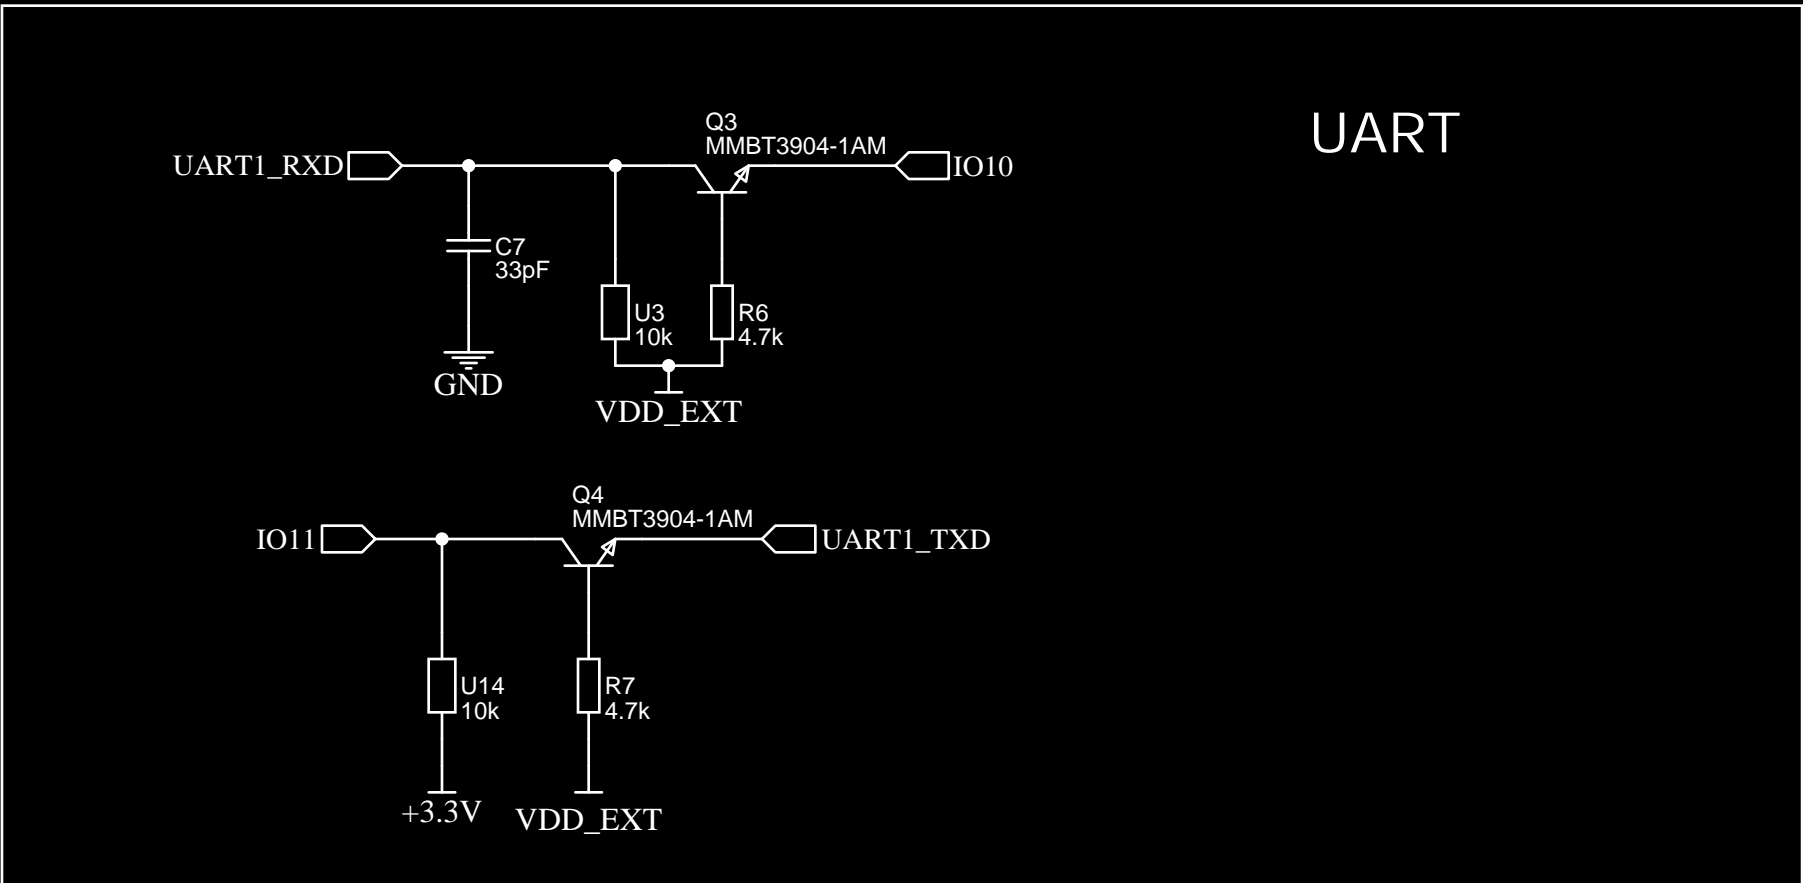 UART
Q3
MMBT3904-1AM
UART1_RXD
IO10
C7
33pF
U3
10k
R6
4.7k
GND
VDD_EXT
Q4
MMBT3904-1AM
IO11
UART1_TXD
U14
10k
R7
4.7k
+3.3V
VDD_EXT